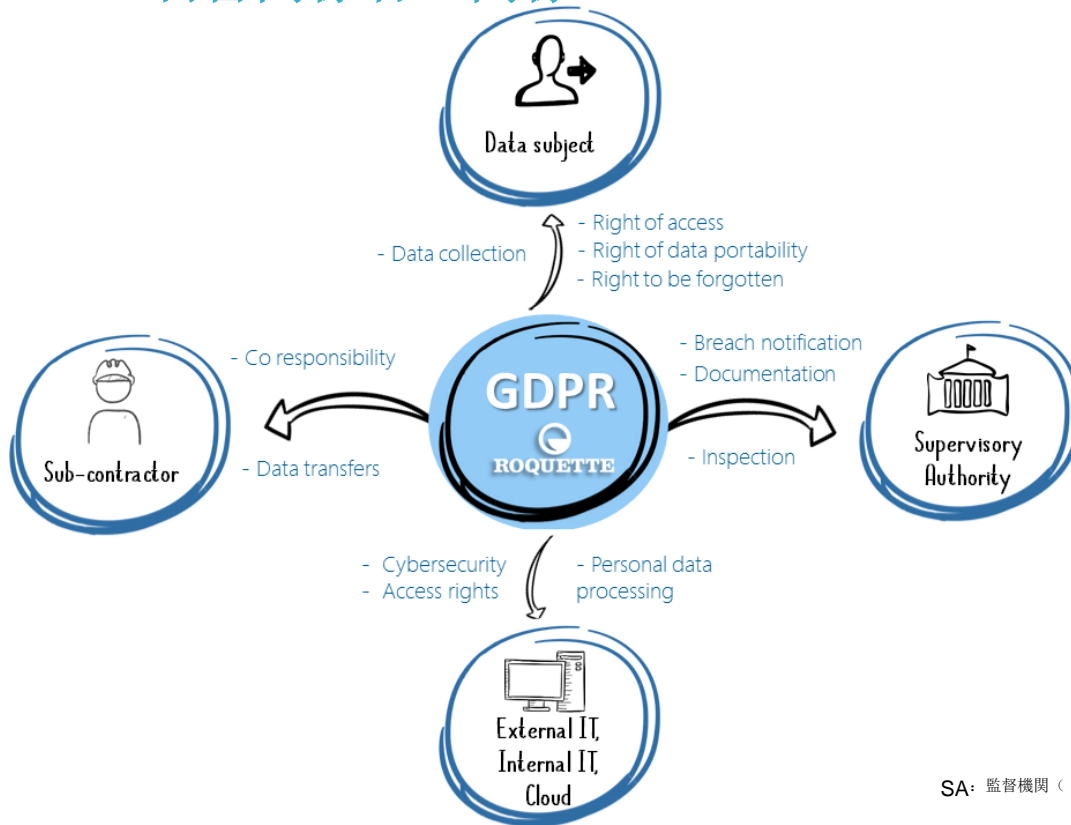 Data subject
- Data collection
- Right of access
- Right of data portability
- Right to be forgotten
- Co responsibility
- Data transfers
Sub-contractor
GDPR
ROQUETTE
- Breach notification
- Documentation
- Inspection
Supervisory
Authority
- Cybersecurity
- Access rights
- Personal data
processing
External IT,
Internal IT,
Cloud
SA: 監督機関（